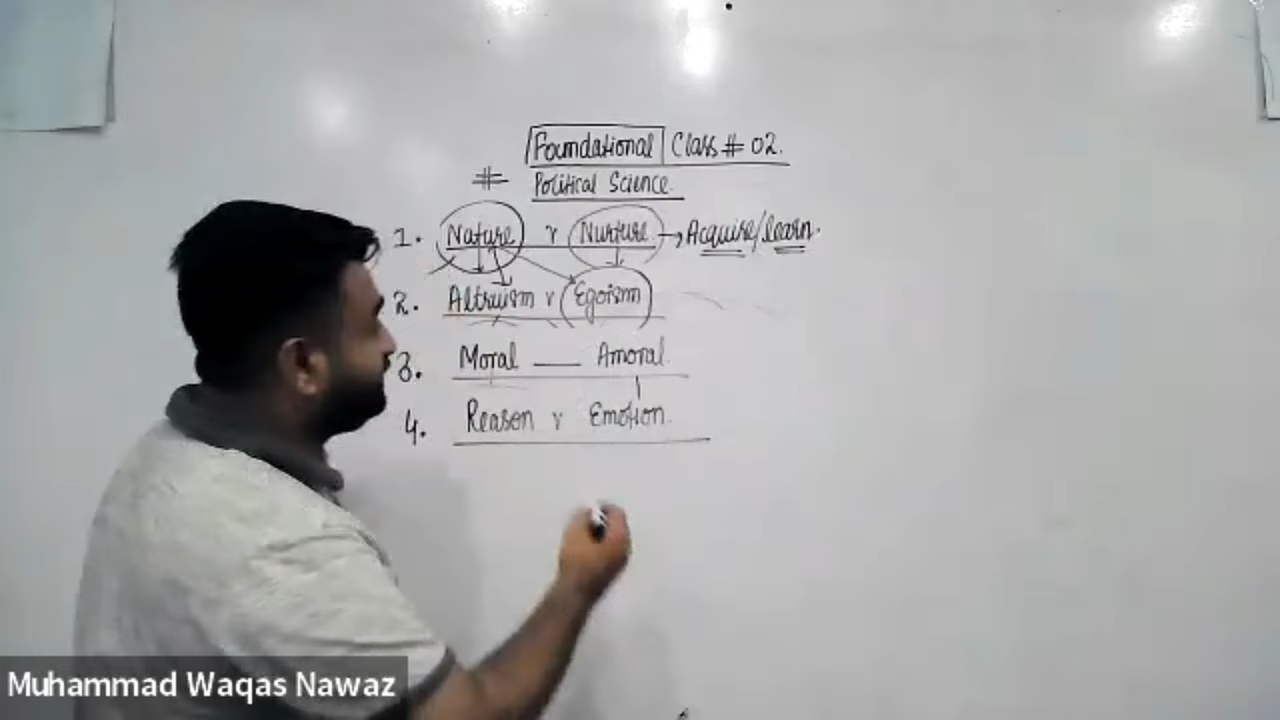 Foundational Class # 02.
# Political Science.
1. Nature v Nurture → Acquire/learn.
2. Altruism v Egoism
3. Moral — Amoral.
4. Reason v Emotion.
Muhammad Waqas Nawaz